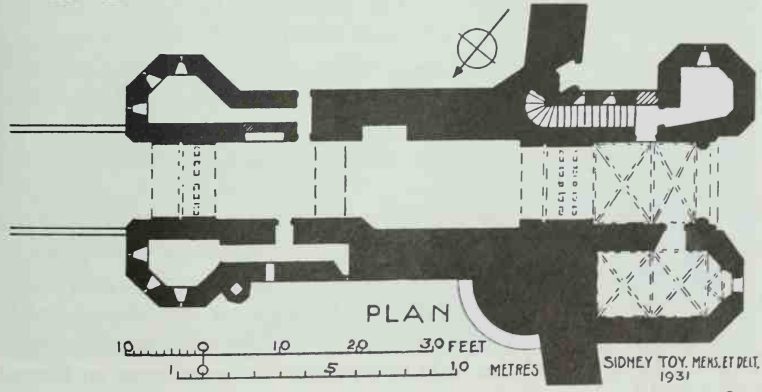 PLAN
10 0 10 20 30 FEET
1 0 5 10 METRES
SIDNEY TOY. MENS. ET DELT.
1931